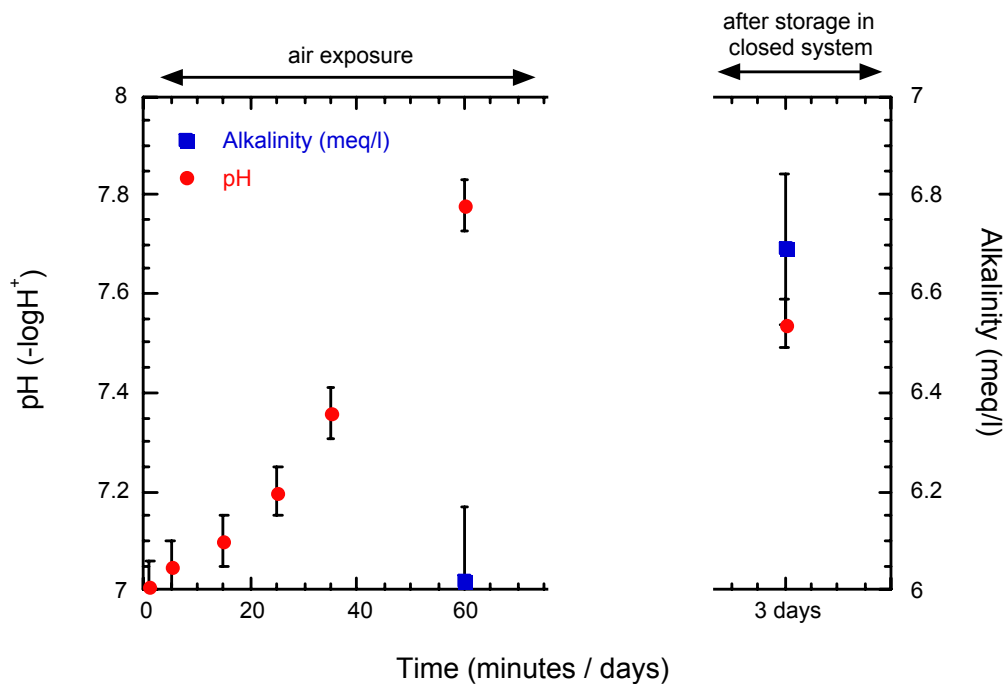 after storage in
closed system
air exposure
8
7
Alkalinity (meq/l)
pH
7.8
6.8
7.6
6.6
7.4
6.4
7.2
6.2
7
6
0
20
40
60
3 days
pH (-logH⁺)
Alkalinity (meq/l)
Time (minutes / days)